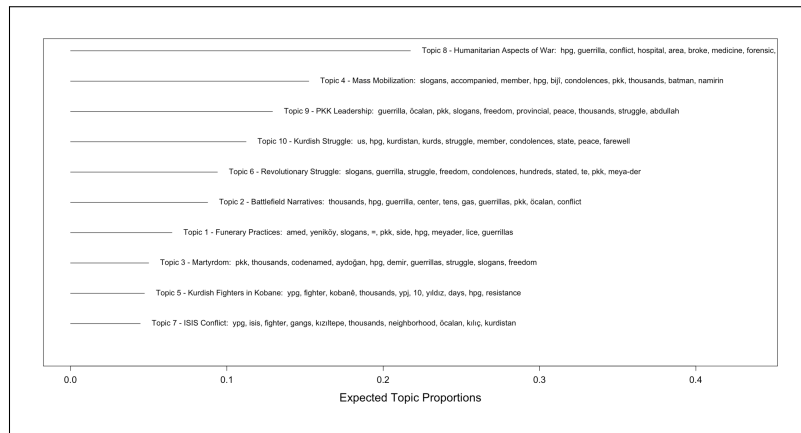 Topic 8 - Humanitarian Aspects of War: hpg, guerrilla, conflict, hospital, area, broke, medicine, forensic,
Topic 4 - Mass Mobilization: slogans, accompanied, member, hpg, bijî, condolences, pkk, thousands, batman, namirin
Topic 9 - PKK Leadership: guerrilla, öcalan, pkk, slogans, freedom, provincial, peace, thousands, struggle, abdullah
Topic 10 - Kurdish Struggle: us, hpg, kurdistan, kurds, struggle, member, condolences, state, peace, farewell
Topic 6 - Revolutionary Struggle: slogans, guerrilla, struggle, freedom, condolences, hundreds, stated, te, pkk, meya-der
Topic 2 - Battlefield Narratives: thousands, hpg, guerrilla, center, tens, gas, guerrillas, pkk, öcalan, conflict
Topic 1 - Funerary Practices: amed, yeniköy, slogans, =, pkk, side, hpg, meyader, lice, guerrillas
Topic 3 - Martyrdom: pkk, thousands, codenamed, aydoğan, hpg, demir, guerrillas, struggle, slogans, freedom
Topic 5 - Kurdish Fighters in Kobane: ypg, fighter, kobanê, thousands, ypj, 10, yıldız, days, hpg, resistance
Topic 7 - ISIS Conflict: ypg, isis, fighter, gangs, kızıltepe, thousands, neighborhood, öcalan, kılıç, kurdistan
0.0 0.1 0.2 0.3 0.4
Expected Topic Proportions